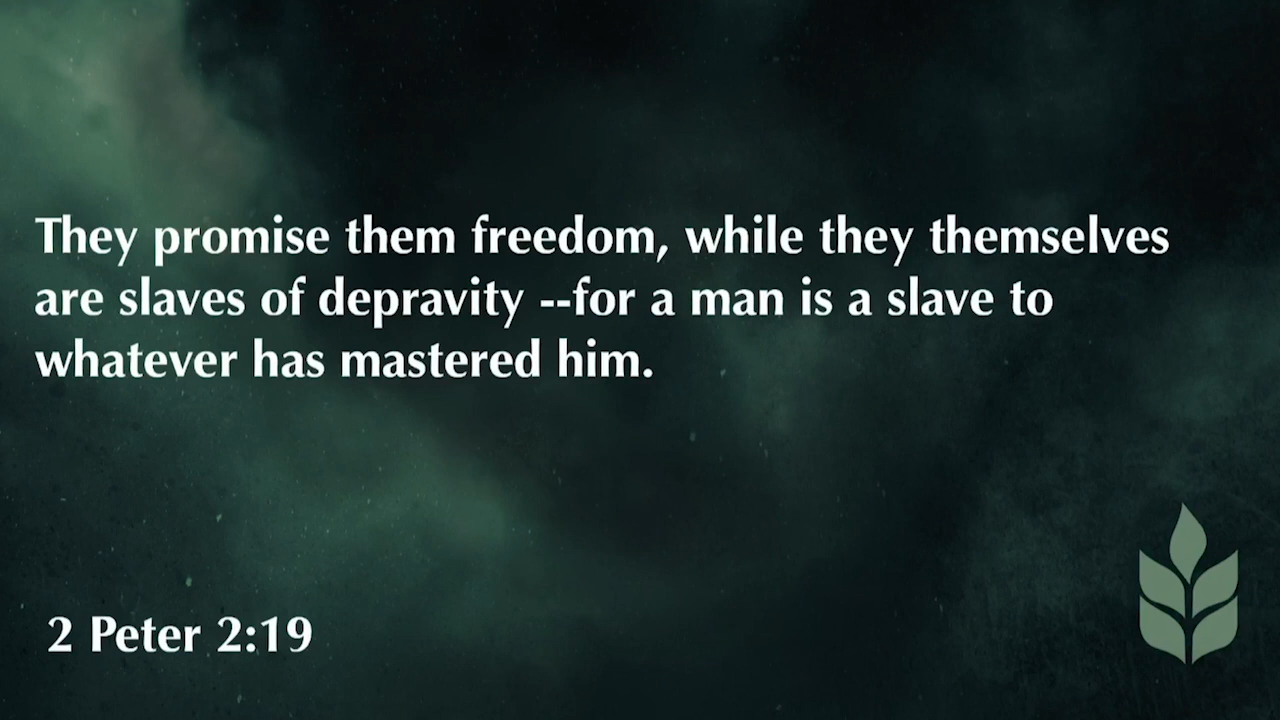 They promise them freedom, while they themselves
are slaves of depravity --for a man is a slave to
whatever has mastered him.
2 Peter 2:19